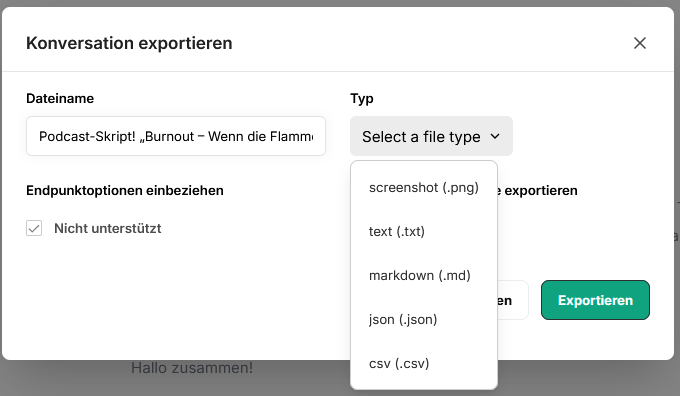 Konversation exportieren
Dateiname
Typ
Podcast-Skript! „Burnout – Wenn die Flamm
Select a file type
Endpunktoptionen einbeziehen
e exportieren
Nicht unterstützt
screenshot (.png)
text (.txt)
markdown (.md)
json (.json)
csv (.csv)
en
Exportieren
Hallo zusammen!